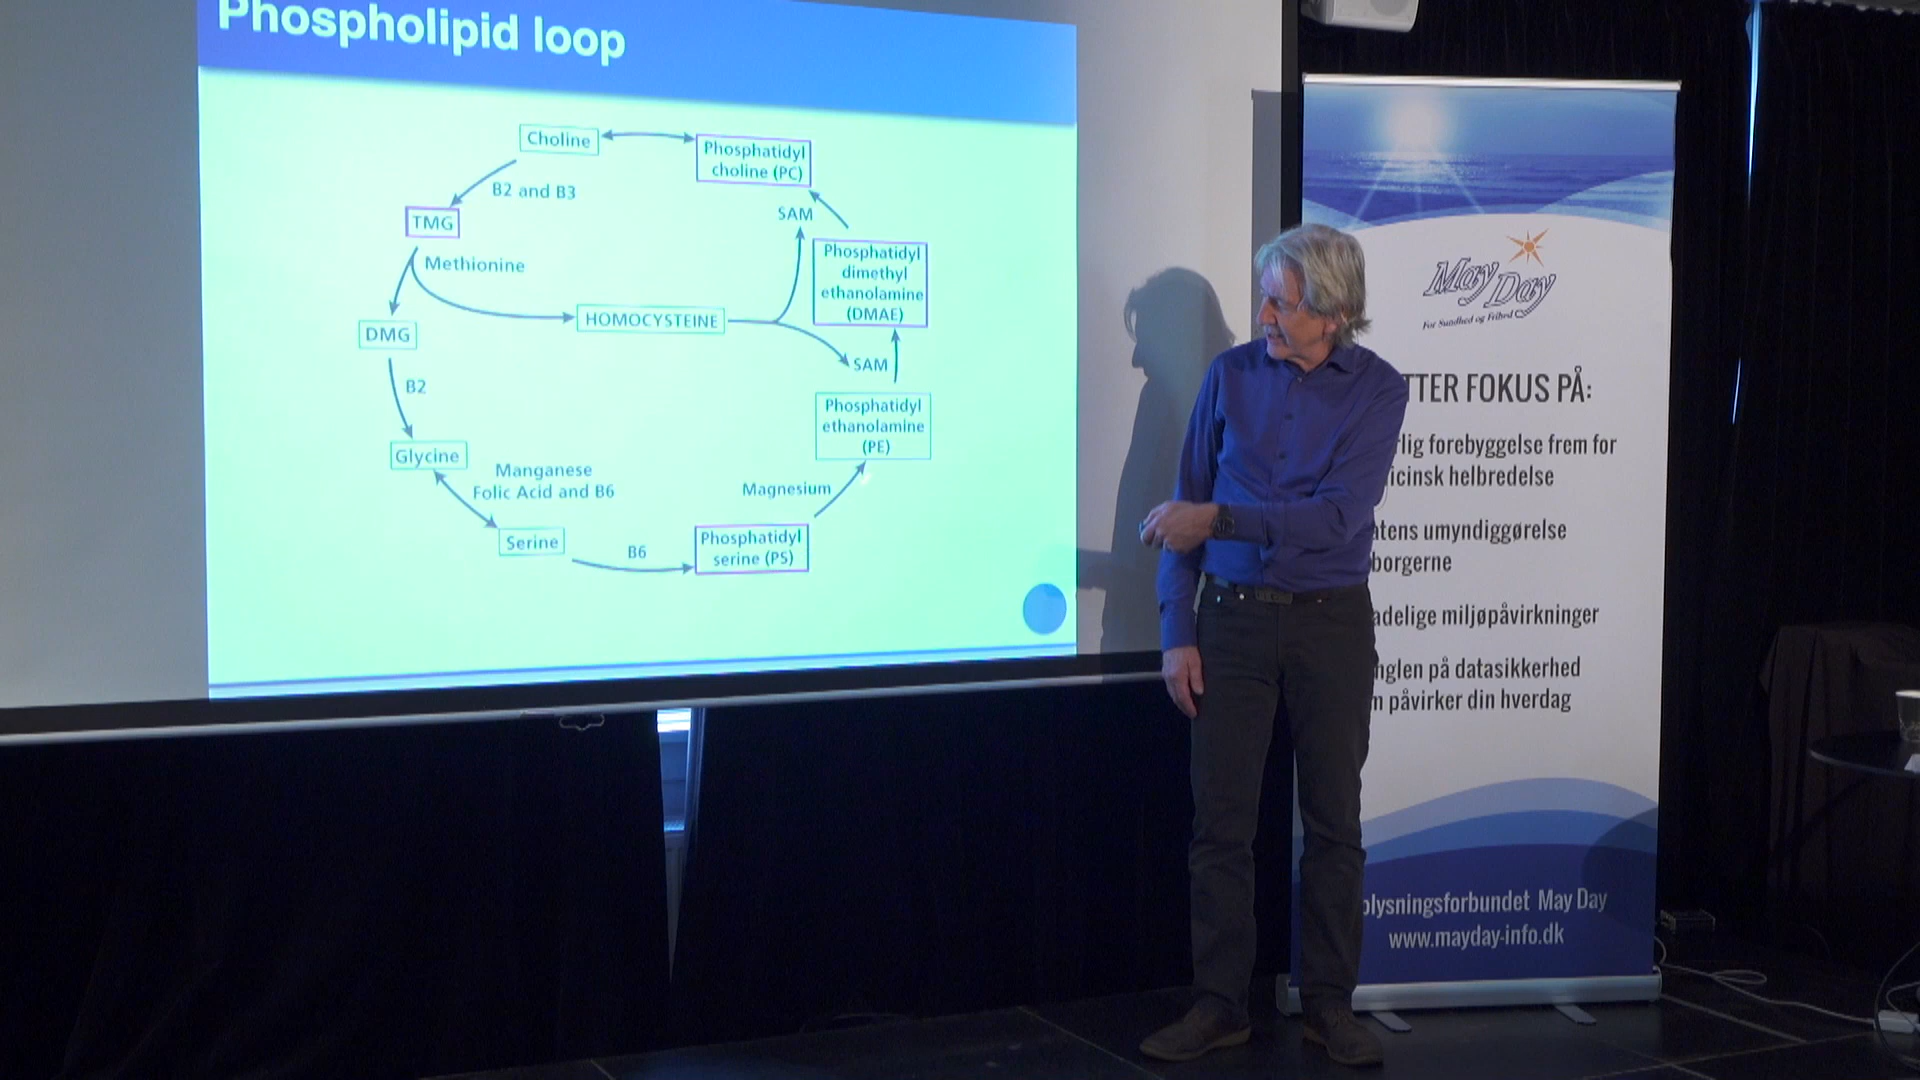 Phospholipid loop
Choline
Phosphatidyl
choline (PC)
B2 and B3
SAM
TMG
Methionine
Phosphatidyl
dimethyl
ethanolamine
(DMAE)
HOMOCYSTEINE
DMG
SAM
B2
Phosphatidyl
ethanolamine
(PE)
Glycine
Manganese
Folic Acid and B6
Magnesium
Serine
B6
Phosphatidyl
serine (PS)
May Day
For Sundhed og Frihed
TTER FOKUS PÅ:
rlig forebyggelse frem for
icinsk helbredelse
atens umyndiggørelse
borgerne
adelige miljøpåvirkninger
nglen på datasikkerhed
m påvirker din hverdag
plysningsforbundet May Day
www.mayday-info.dk